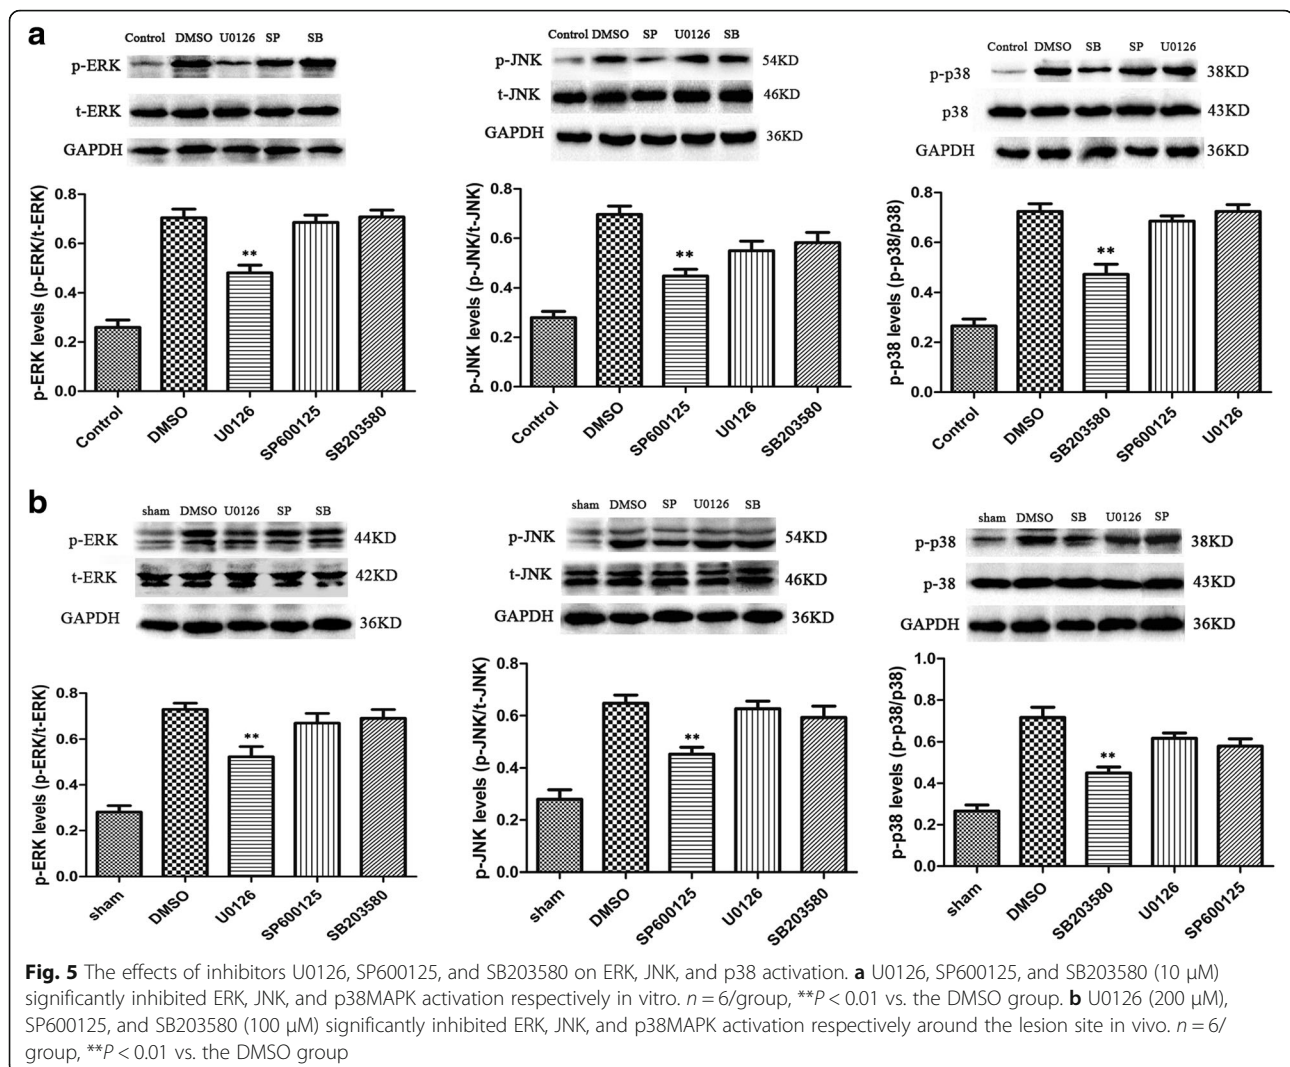 a
Control DMSO U0126 SP SB
p-ERK
t-ERK
GAPDH
0.8
0.6
0.4
0.2
0.0
p-ERK levels (p-ERK/t-ERK)
**
Control
DMSO
U0126
SP600125
SB203580
Control DMSO SP U0126 SB
p-JNK 54KD
t-JNK 46KD
GAPDH 36KD
0.8
0.6
0.4
0.2
0.0
p-JNK levels (p-JNK/t-JNK)
**
Control
DMSO
SP600125
U0126
SB203580
Control DMSO SB SP U0126
p-p38 38KD
p38 43KD
GAPDH 36KD
0.8
0.6
0.4
0.2
0.0
p-p38 levels (p-p38/p38)
**
Control
DMSO
SB203580
SP600125
U0126
b
sham DMSO U0126 SP SB
p-ERK 44KD
t-ERK 42KD
GAPDH 36KD
0.8
0.6
0.4
0.2
0.0
p-ERK levels (p-ERK/t-ERK)
**
sham
DMSO
U0126
SP600125
SB203580
sham DMSO SP U0126 SB
p-JNK 54KD
t-JNK 46KD
GAPDH 36KD
0.8
0.6
0.4
0.2
0.0
p-JNK levels (p-JNK/t-JNK)
**
sham
DMSO
SP600125
U0126
SB203580
sham DMSO SB U0126 SP
p-p38 38KD
p-38 43KD
GAPDH 36KD
1.0
0.8
0.6
0.4
0.2
0.0
p-p38 levels (p-p38/p38)
**
sham
DMSO
SB203580
U0126
SP600125
Fig. 5 The effects of inhibitors U0126, SP600125, and SB203580 on ERK, JNK, and p38 activation. a U0126, SP600125, and SB203580 (10 μM)
significantly inhibited ERK, JNK, and p38MAPK activation respectively in vitro. n = 6/group, **P < 0.01 vs. the DMSO group. b U0126 (200 μM),
SP600125, and SB203580 (100 μM) significantly inhibited ERK, JNK, and p38MAPK activation respectively around the lesion site in vivo. n = 6/
group, **P < 0.01 vs. the DMSO group